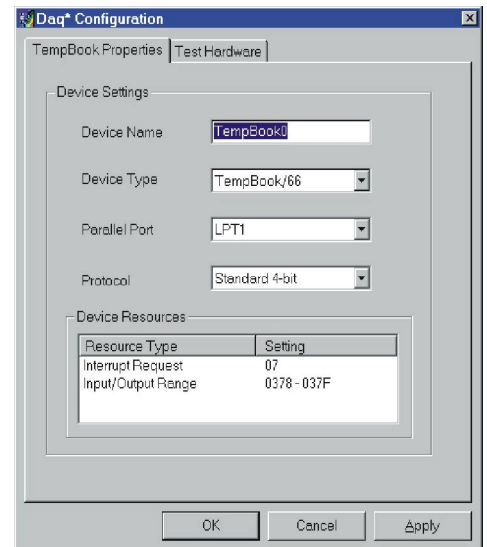 Daq* Configuration
TempBook Properties
Test Hardware
Device Settings
Device Name
TempBook0
Device Type
TempBook/66
Parallel Port
LPT1
Protocol
Standard 4-bit
Device Resources
Resource Type Setting
Interrupt Request 07
Input/Output Range 0378 - 037F
OK
Cancel
Apply